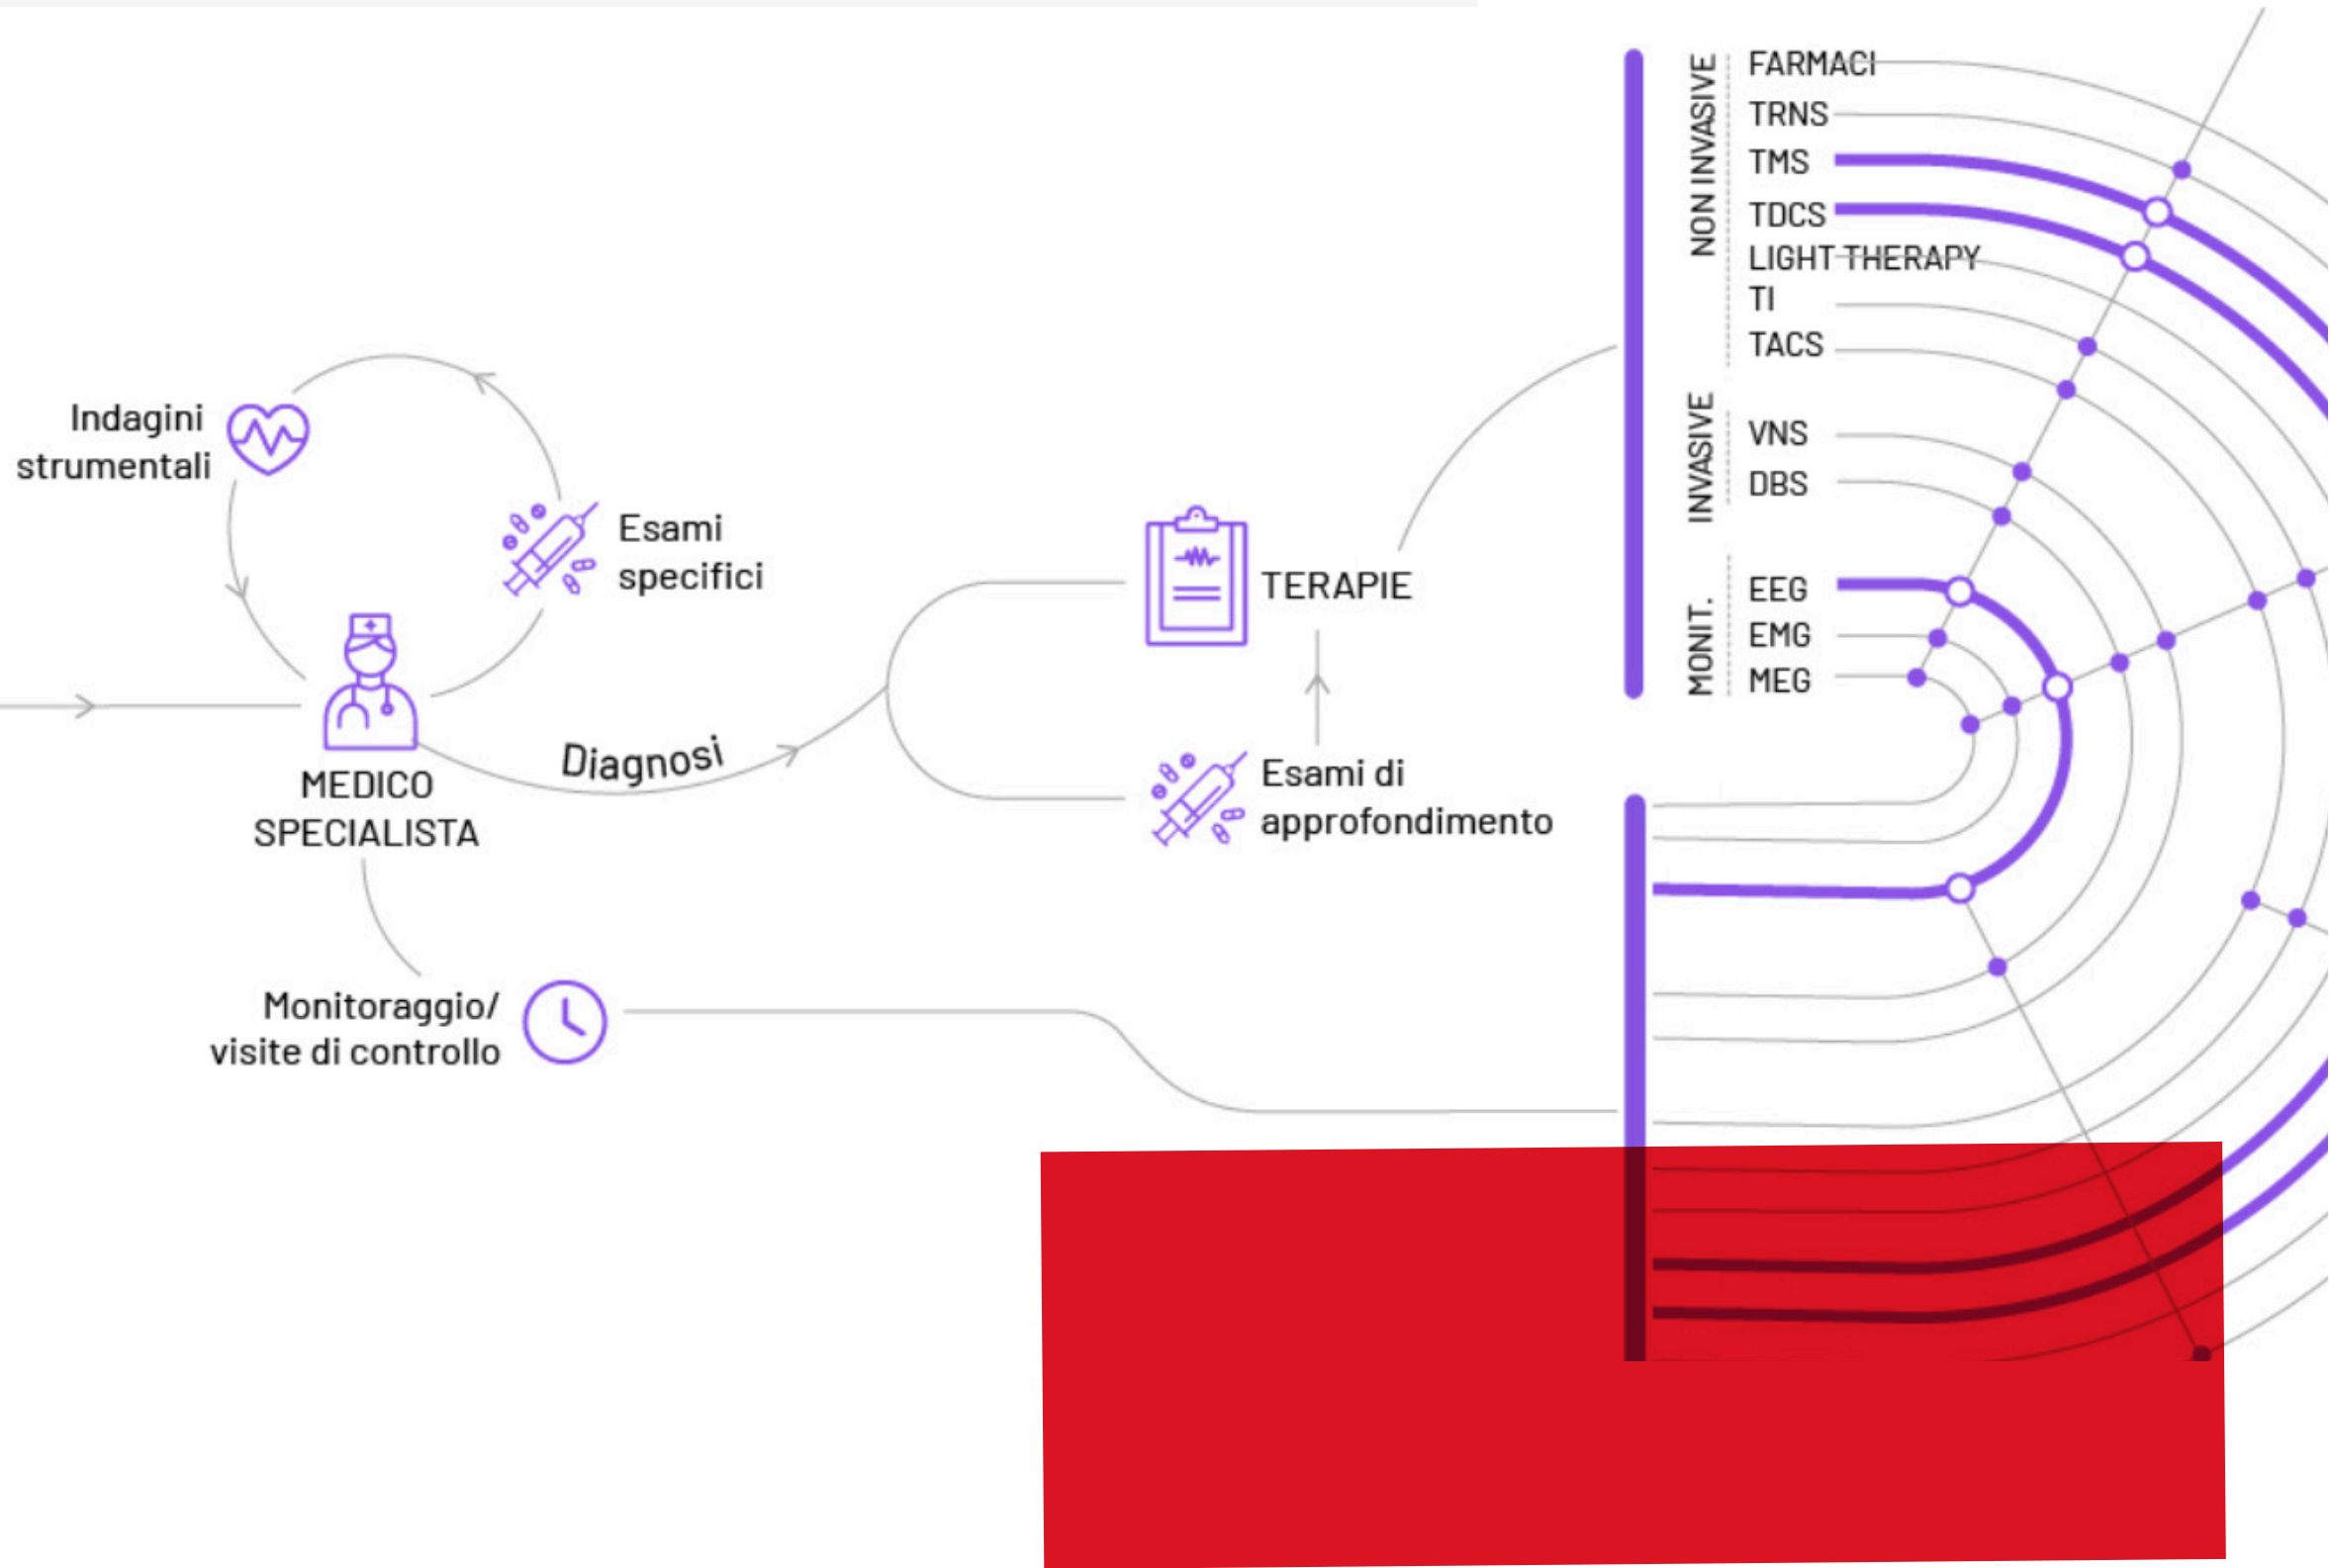 Indagini
strumentali
Esami
specifici
MEDICO
SPECIALISTA
Diagnosi
Monitoraggio/
visite di controllo
TERAPIE
Esami di
approfondimento
NON INVASIVE
FARMACI
TRNS
TMS
TDCS
LIGHT THERAPY
TI
TACS
INVASIVE
VNS
DBS
MONIT.
EEG
EMG
MEG